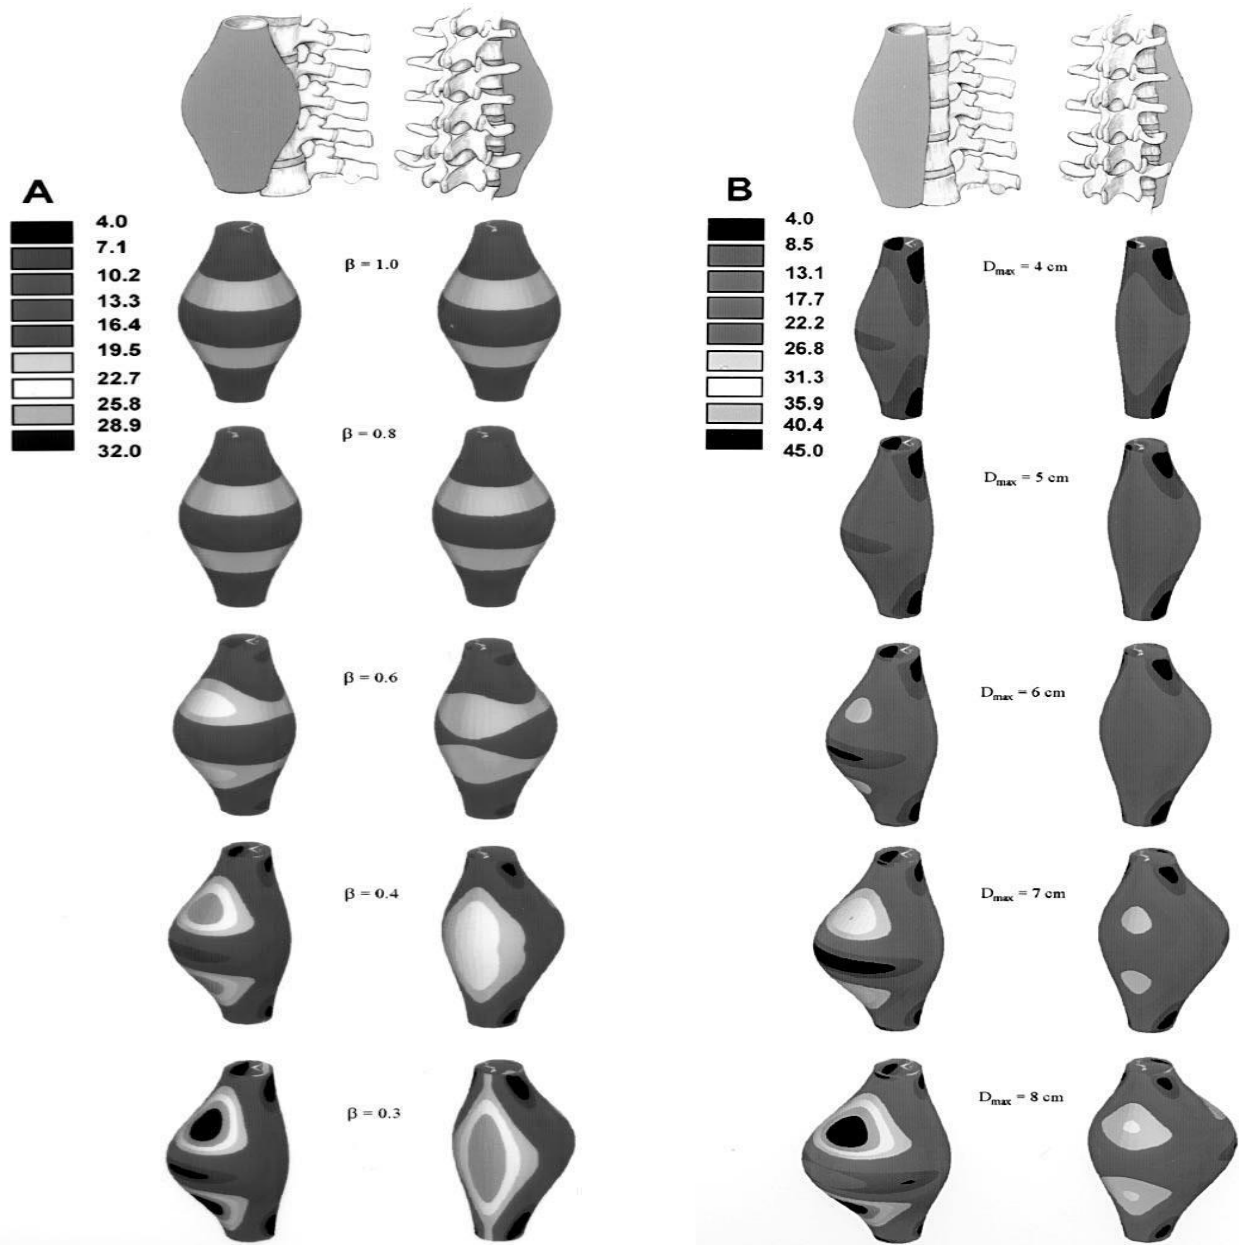 A
4.0
7.1
10.2
13.3
16.4
19.5
22.7
25.8
28.9
32.0
β = 1.0
β = 0.8
β = 0.6
β = 0.4
β = 0.3
B
4.0
8.5
13.1
17.7
22.2
26.8
31.3
35.9
40.4
45.0
Dmax = 4 cm
Dmax = 5 cm
Dmax = 6 cm
Dmax = 7 cm
Dmax = 8 cm